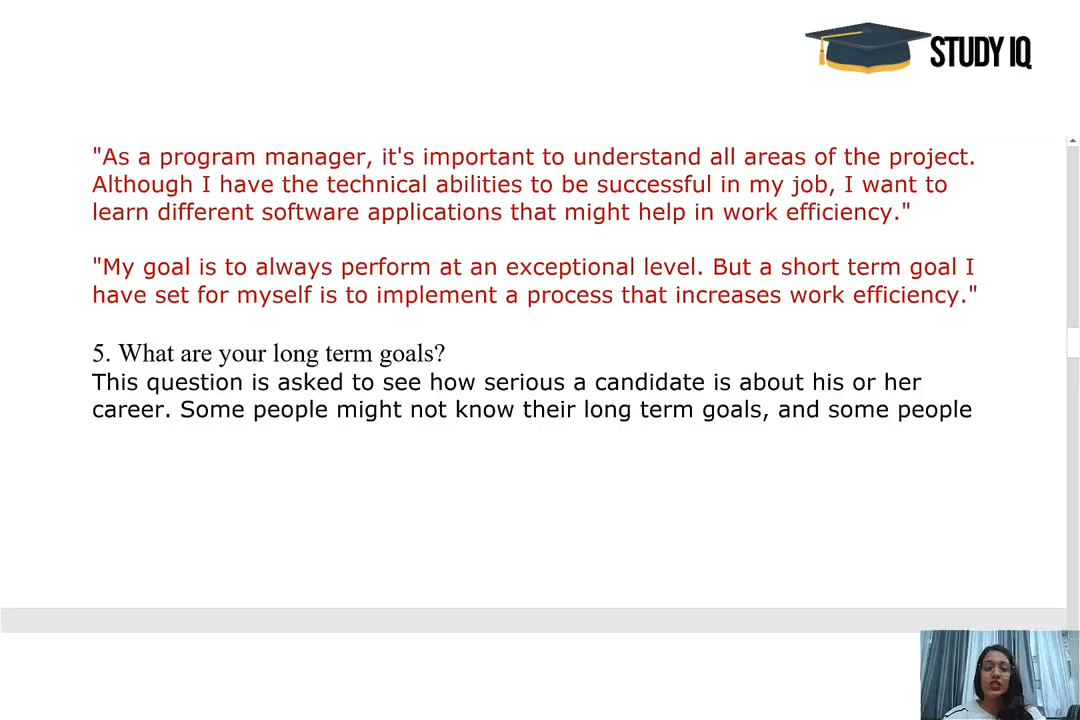 STUDY IQ
"As a program manager, it's important to understand all areas of the project.
Although I have the technical abilities to be successful in my job, I want to
learn different software applications that might help in work efficiency."
"My goal is to always perform at an exceptional level. But a short term goal I
have set for myself is to implement a process that increases work efficiency."
5. What are your long term goals?
This question is asked to see how serious a candidate is about his or her
career. Some people might not know their long term goals, and some people